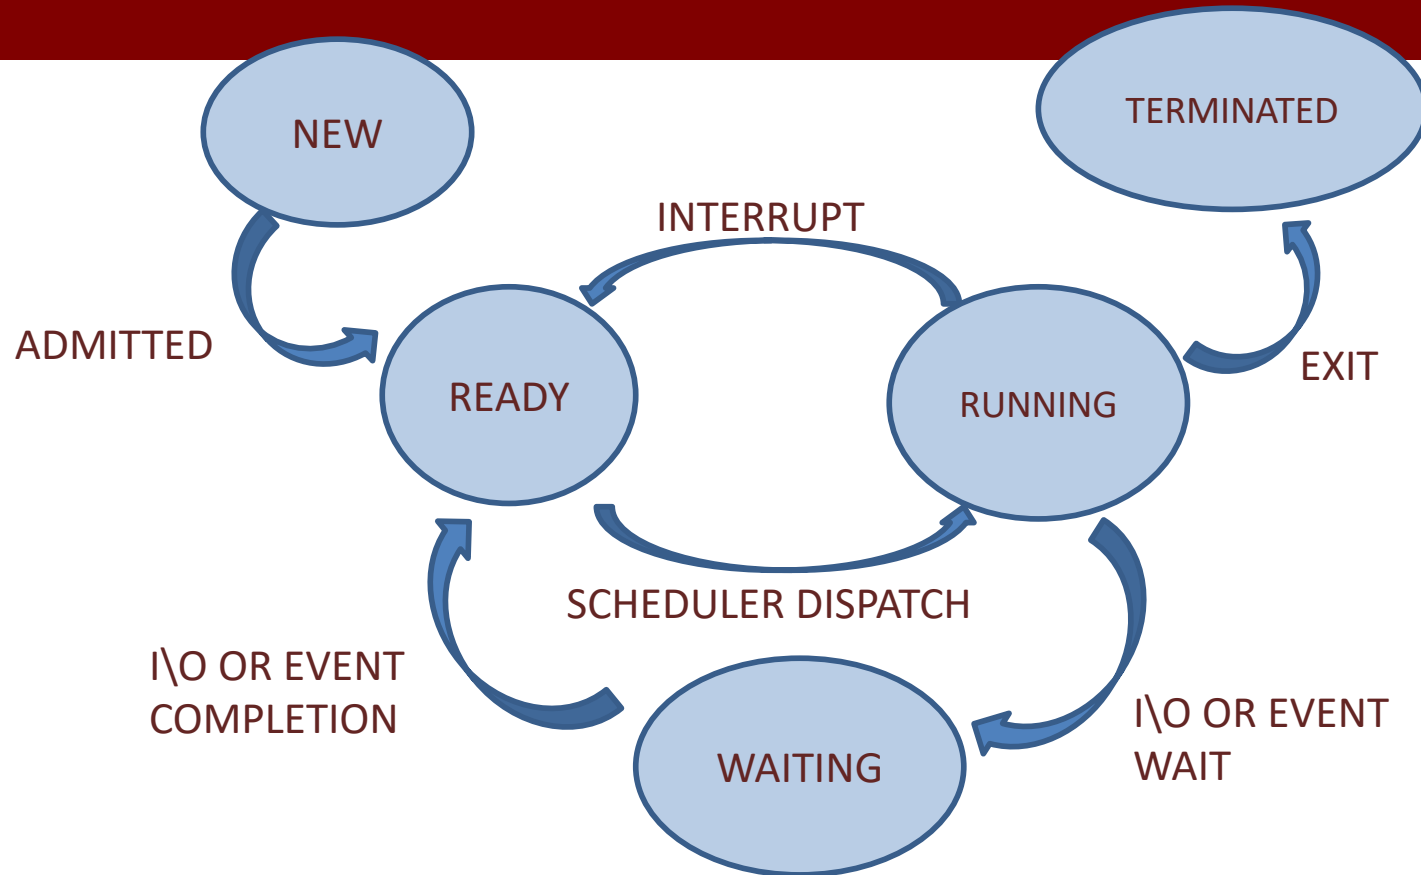 TERMINATED
NEW
INTERRUPT
ADMITTED
EXIT
READY
RUNNING
SCHEDULER DISPATCH
I\O OR EVENT
COMPLETION
I\O OR EVENT
WAIT
WAITING